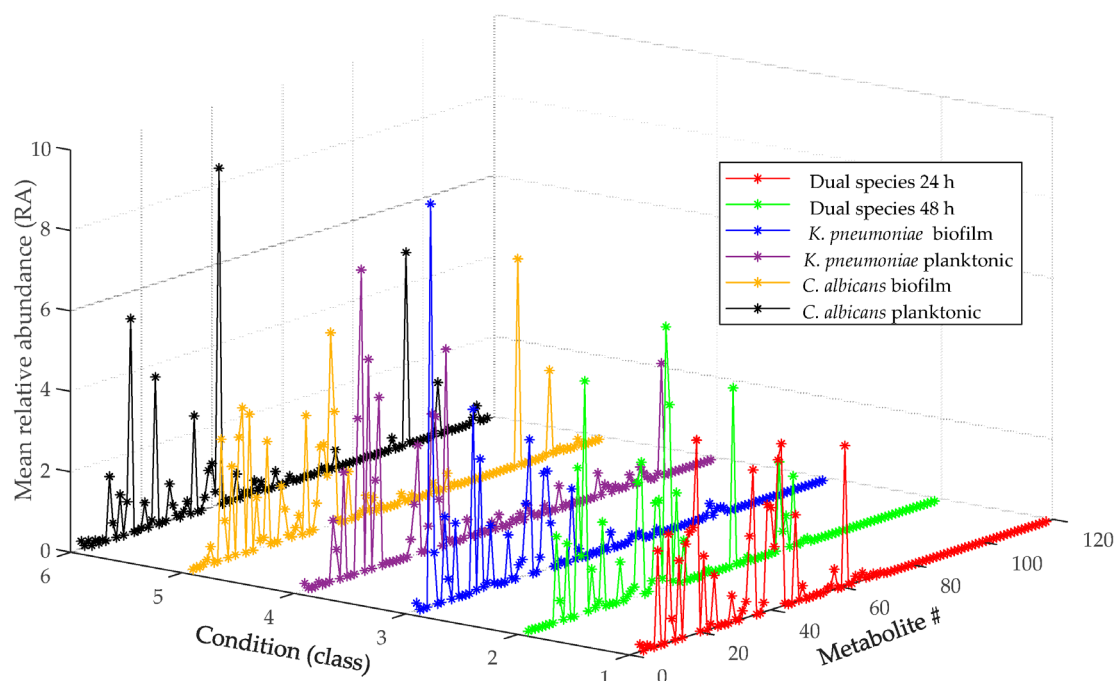 10
8
6
4
2
0
Mean relative abundance (RA)
Dual species 24 h
Dual species 48 h
K. pneumoniae biofilm
K. pneumoniae planktonic
C. albicans biofilm
C. albicans planktonic
6
5
4
3
2
1
Condition (class)
0
20
40
60
80
100
120
Metabolite #